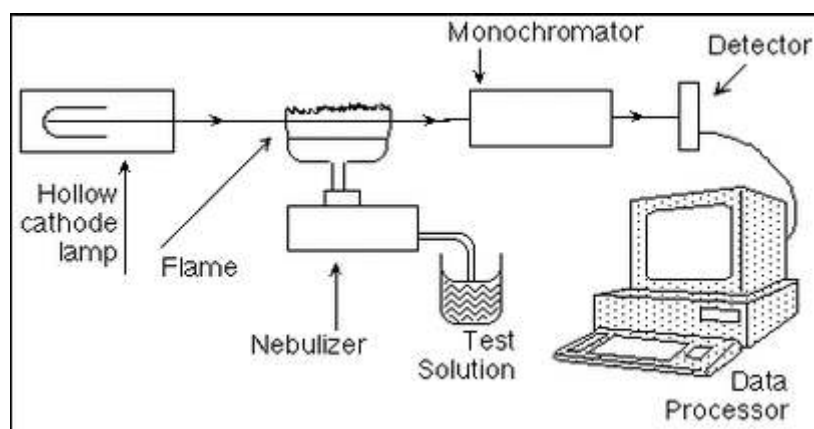 Monochromator
Detector
Hollow
cathode
lamp
Flame
Nebulizer
Test
Solution
Data
Processor